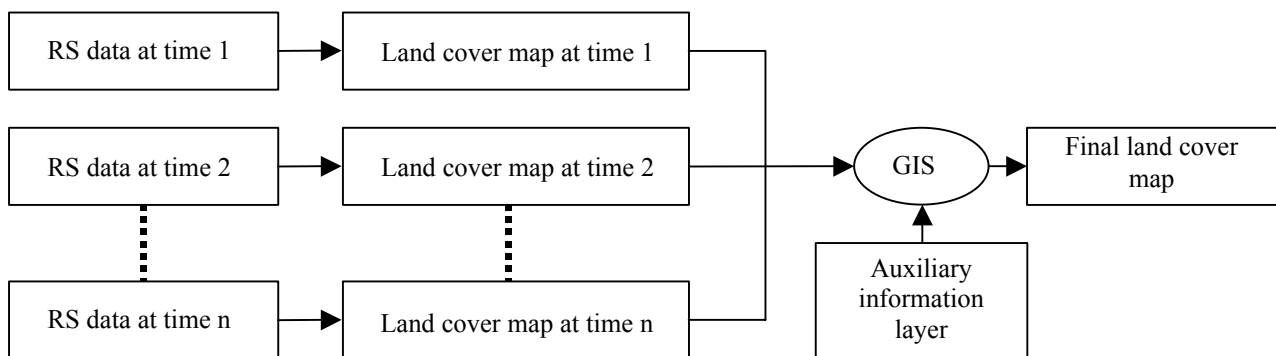 RS data at time 1
Land cover map at time 1
RS data at time 2
Land cover map at time 2
GIS
Final land cover
map
RS data at time n
Land cover map at time n
Auxiliary
information
layer